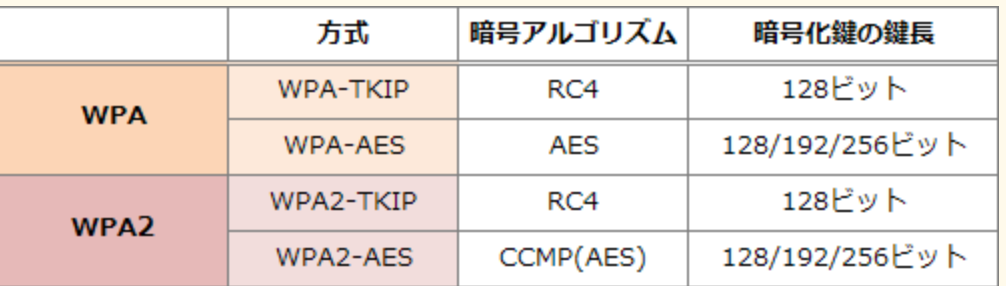 方式 暗号アルゴリズム 暗号化鍵の鍵長
WPA
WPA-TKIP RC4 128ビット
WPA-AES AES 128/192/256ビット
WPA2
WPA2-TKIP RC4 128ビット
WPA2-AES CCMP(AES) 128/192/256ビット